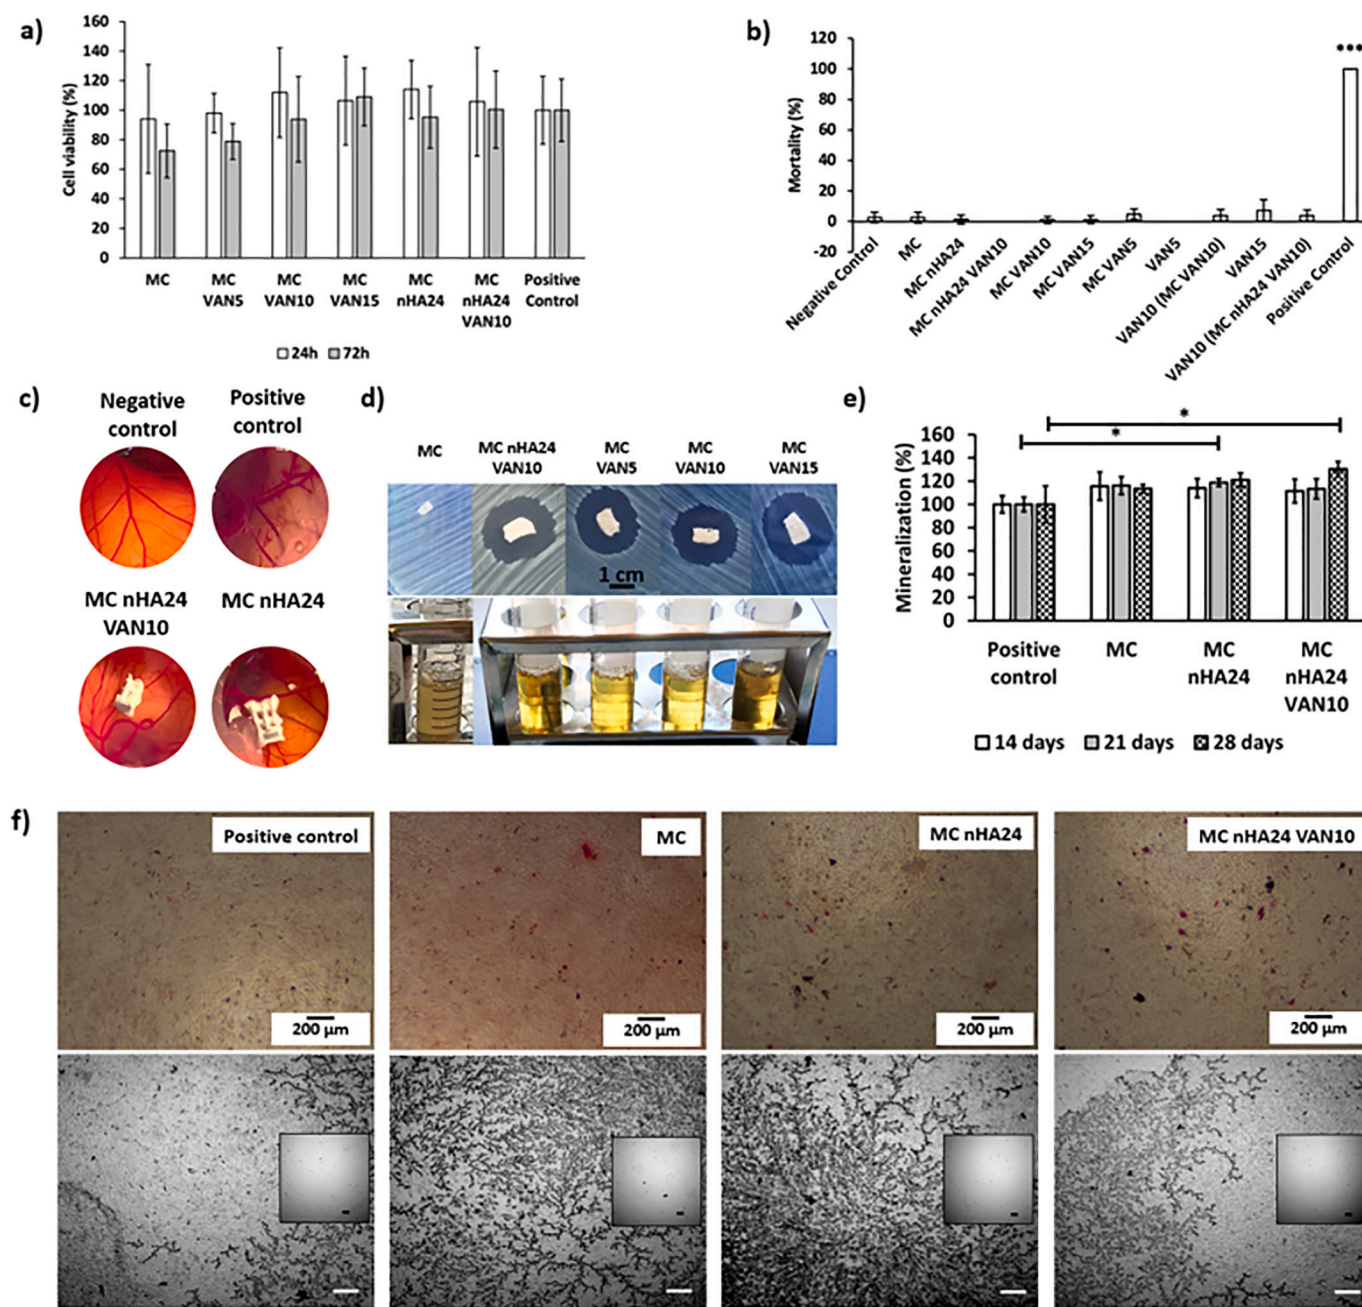 a)
160
140
120
100
80
60
40
20
0
Cell viability (%)
MC
MC
VAN5
MC
VAN10
MC
VAN15
MC
nHA24
MC
nHA24
VAN10
Positive
Control
24h 72h
b)
120
100
80
60
40
20
0
-20
Mortality (%)
***
Negative Control
MC
MC nHA24
MC nHA24 VAN10
MC VAN10
MC VAN15
MC VAN5
VAN5
VAN10 (MC VAN10)
VAN15
VAN10 (MC nHA24 VAN10)
Positive Control
c)
Negative
control
Positive
control
MC nHA24
VAN10
MC nHA24
d)
MC
MC nHA24
VAN10
MC
VAN5
MC
VAN10
MC
VAN15
1 cm
e)
*
*
160
140
120
100
80
60
40
20
0
Mineralization (%)
Positive
control
MC
MC
nHA24
MC
nHA24
VAN10
14 days 21 days 28 days
f)
Positive control
MC
MC nHA24
MC nHA24 VAN10
200 µm
200 µm
200 µm
200 µm